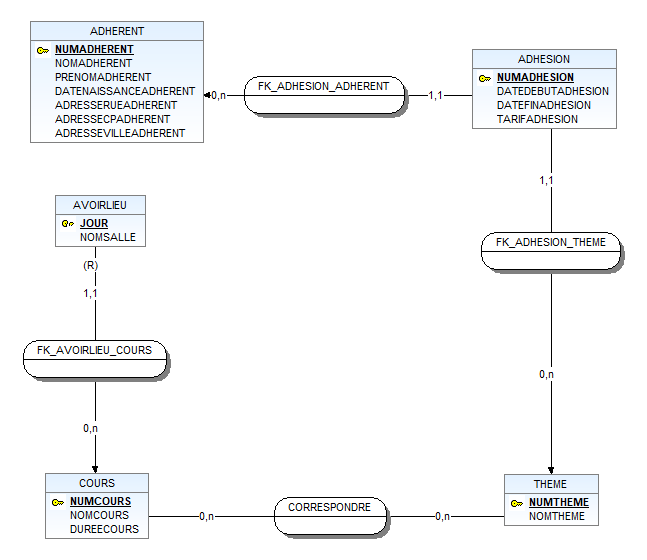 ADHERENT
NUMADHERENT
NOMADHERENT
PRENOMADHERENT
DATENAISSANCEADHERENT
ADRESSERUEADHERENT
ADRESSECPADHERENT
ADRESSEVILLEADHERENT
0,n
FK_ADHESION_ADHERENT
1,1
ADHESION
NUMADHESION
DATEDEBUTADHESION
DATEFINADHESION
TARIFADHESION
1,1
FK_ADHESION_THEME
0,n
AVOIRLIEU
JOUR
NOMSALLE
(R)
1,1
FK_AVOIRLIEU_COURS
0,n
COURS
NUMCOURS
NOMCOURS
DUREECOURS
0,n
CORRESPONDRE
0,n
THEME
NUMTHEME
NOMTHEME